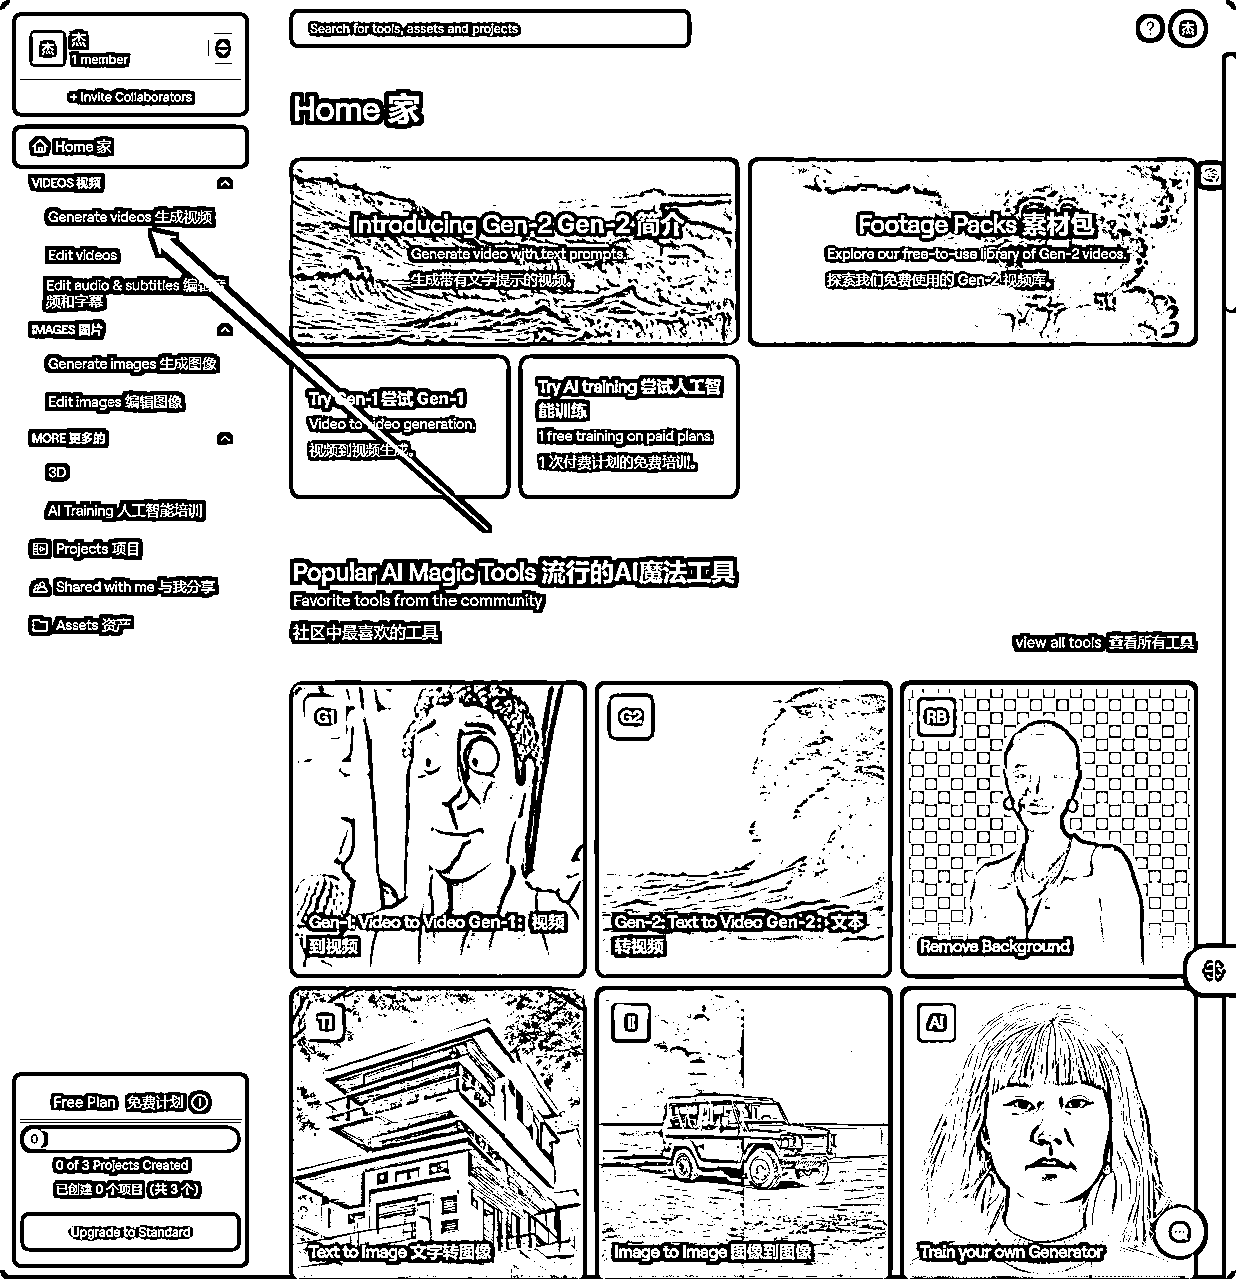 杰
杰
1 member
+ Invite Collaborators
Home 家
VIDEOS 视频
Generate videos 生成视频
Edit videos
Edit audio & subtitles 编辑音
频和字幕
IMAGES 图片
Generate images 生成图像
Edit images 编辑图像
MORE 更多的
3D
AI Training 人工智能培训
Projects 项目
Shared with me 与我分享
Assets 资产
Free Plan 免费计划
0
0 of 3 Projects Created
已创建 0 个项目 (共 3 个)
Upgrade to Standard
Search for tools, assets and projects
?
杰
Home 家
Introducing Gen-2 Gen-2 简介
Generate video with text prompts.
生成带有文字提示的视频。
Footage Packs 素材包
Explore our free-to-use library of Gen-2 videos.
探索我们免费使用的 Gen-2 视频库。
Try Gen-1 尝试 Gen-1
Video to video generation.
视频到视频生成。
Try AI training 尝试人工智
能训练
1 free training on paid plans.
1 次付费计划的免费培训。
Popular AI Magic Tools 流行的AI魔法工具
Favorite tools from the community
社区中最喜欢的工具
view all tools 查看所有工具
G1
Gen-1: Video to Video Gen-1：视频
到视频
G2
Gen-2: Text to Video Gen-2：文本
转视频
RB
Remove Background
TI
Text to Image 文字转图像
II
Image to Image 图像到图像
AI
Train your own Generator